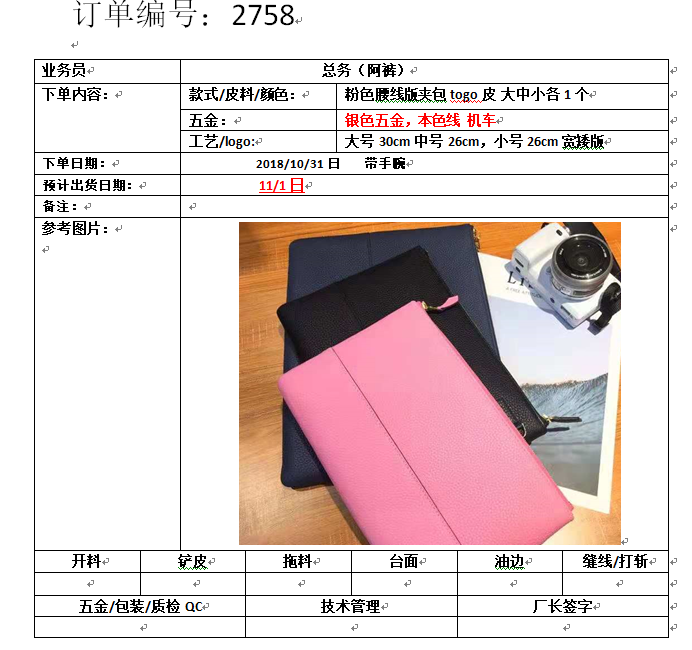 订单编号：2758
业务员 总务（阿裤）
下单内容： 款式/皮料/颜色： 粉色腰线版夹包 togo 皮 大中小各 1 个
五金： 银色五金，本色线 机车
工艺/logo: 大号 30cm 中号 26cm，小号 26cm 宽矮版
下单日期： 2018/10/31 日 带手腕
预计出货日期： 11/1 日
备注：
参考图片：
开料 铲皮 拖料 台面 油边 缝线/打斩
五金/包装/质检 QC 技术管理 厂长签字